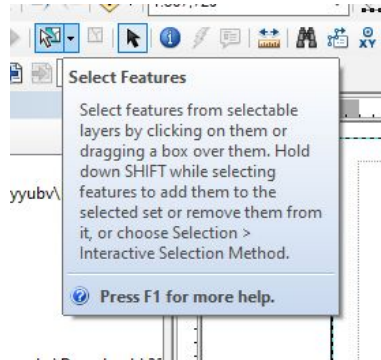 Select Features
Select features from selectable
layers by clicking on them or
dragging a box over them. Hold
down SHIFT while selecting
features to add them to the
selected set or remove them from
it, or choose Selection >
Interactive Selection Method.
yyubv\
Press F1 for more help.
XY